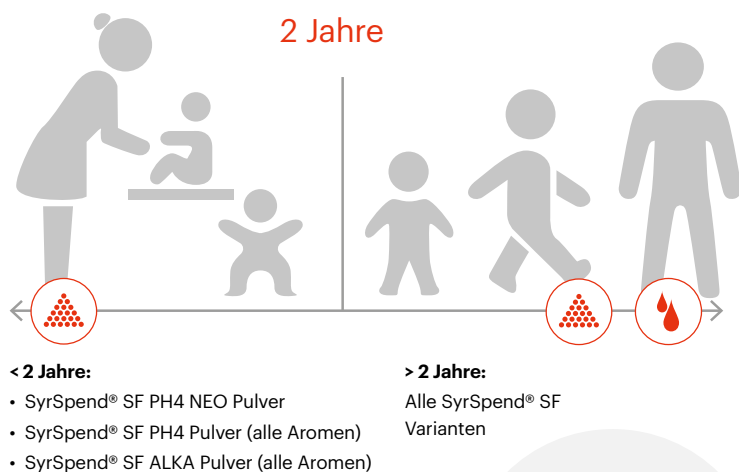 2 Jahre
< 2 Jahre:
• SyrSpend® SF PH4 NEO Pulver
• SyrSpend® SF PH4 Pulver (alle Aromen)
• SyrSpend® SF ALKA Pulver (alle Aromen)
> 2 Jahre:
Alle SyrSpend® SF
Varianten